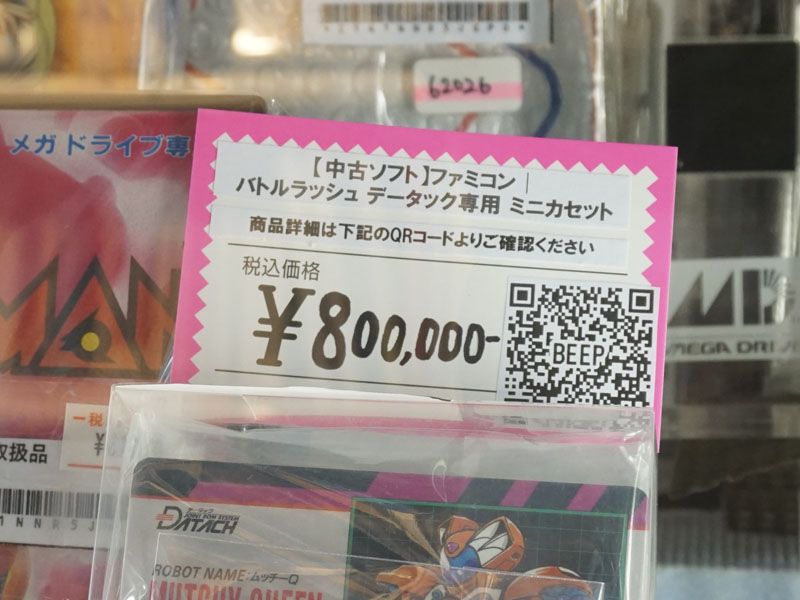 62026
メガドライブ専
【中古ソフト】ファミコン｜
バトルラッシュ データック専用 ミニカセット
商品詳細は下記のQRコードよりご確認ください
税込価格
￥800,000-
BEEP
MAN
MEGA DRI
取扱品
DATACH
ROBOT NAME:ムッチーQ